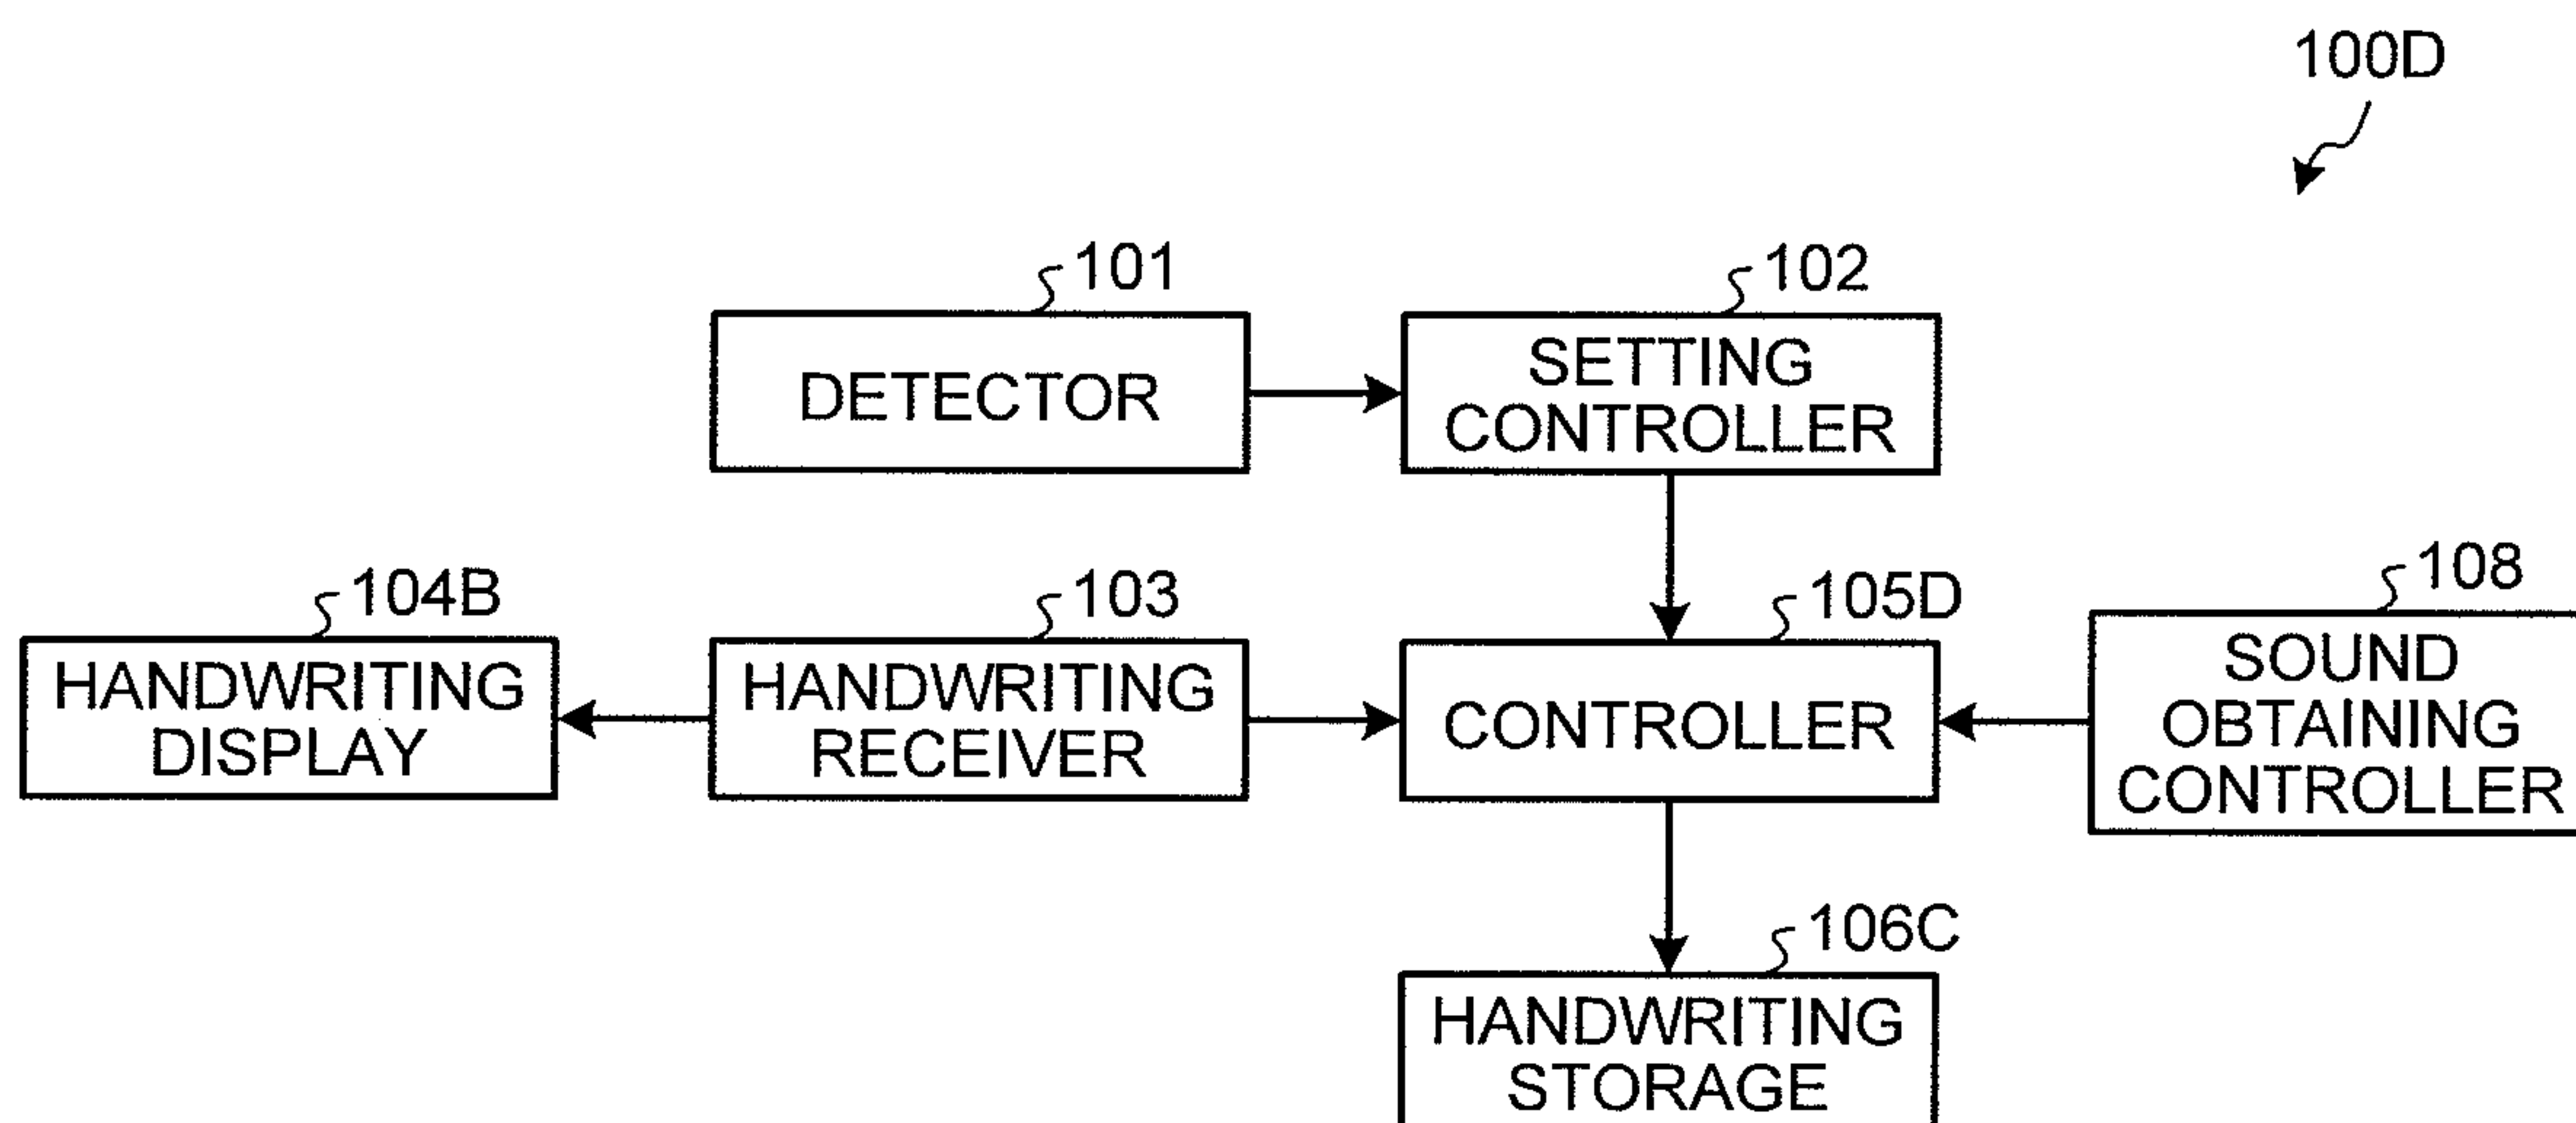 100D
101
DETECTOR
102
SETTING
CONTROLLER
104B
HANDWRITING
DISPLAY
103
HANDWRITING
RECEIVER
105D
CONTROLLER
108
SOUND
OBTAINING
CONTROLLER
106C
HANDWRITING
STORAGE